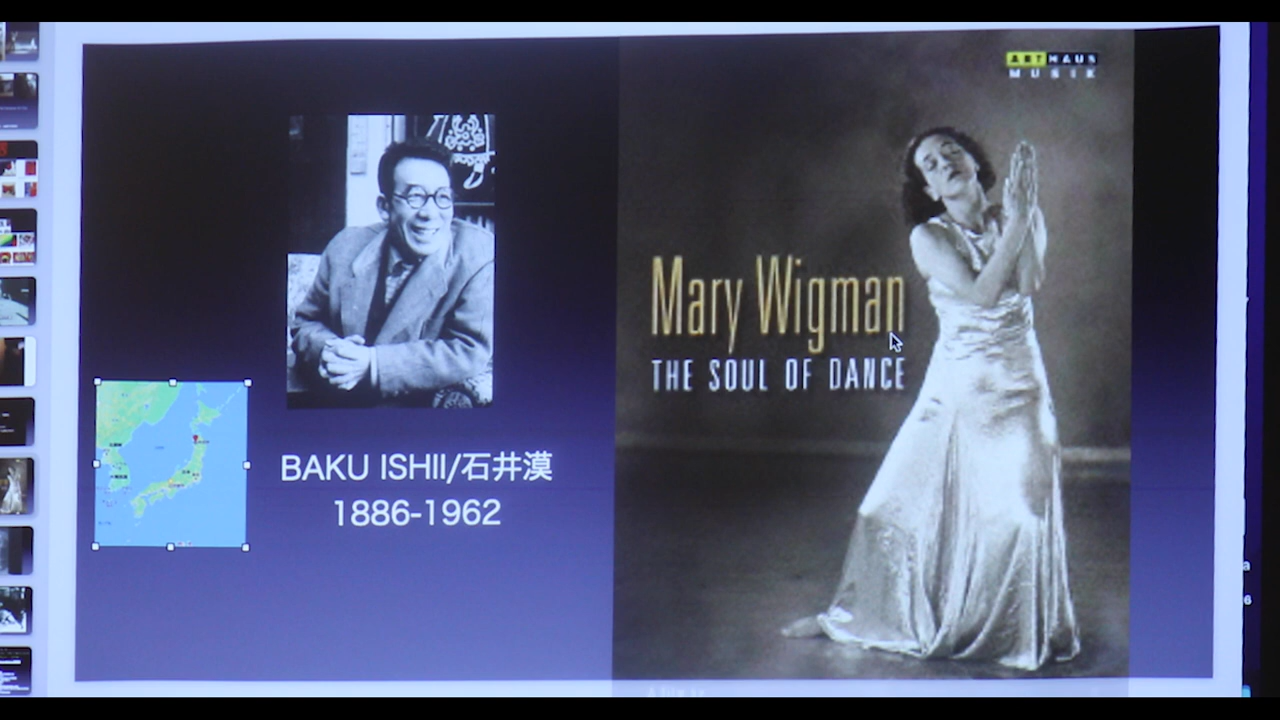 BAKU ISHII/石井漠
1886-1962
ARTHAUS
MUSIK
Mary Wigman
THE SOUL OF DANCE